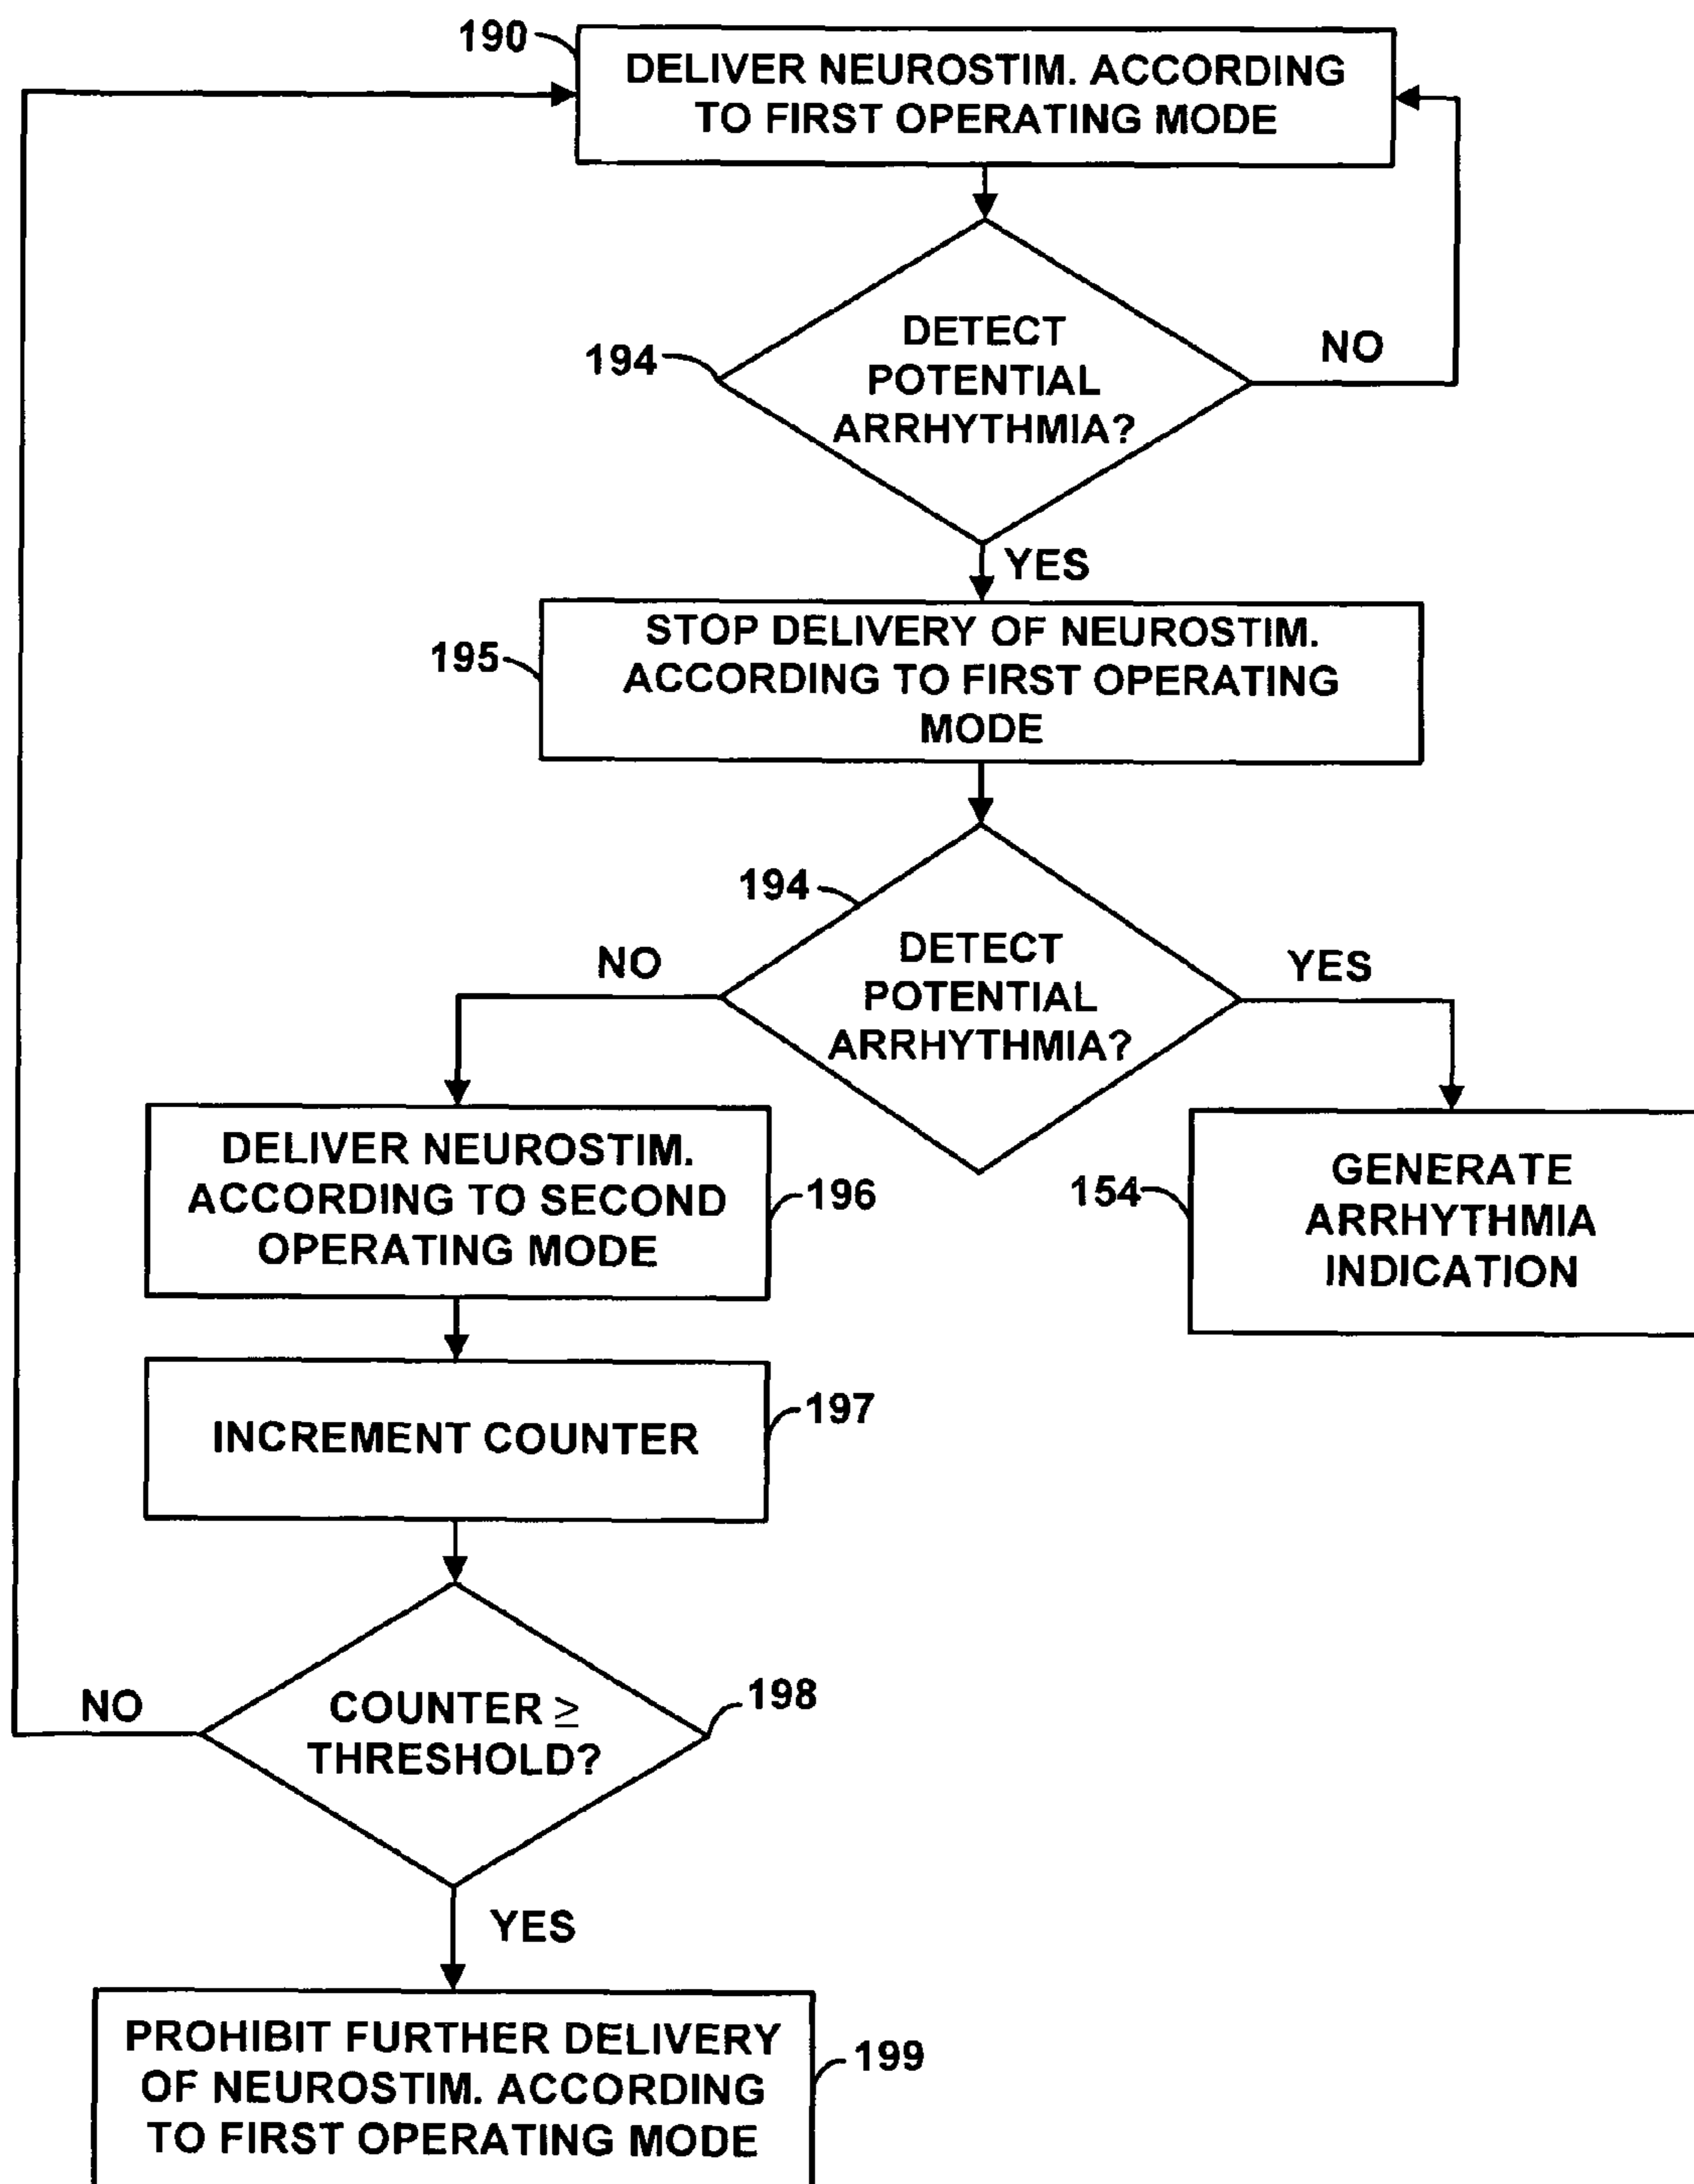 190
DELIVER NEUROSTIM. ACCORDING
TO FIRST OPERATING MODE
194
DETECT
POTENTIAL
ARRHYTHMIA?
NO
YES
195
STOP DELIVERY OF NEUROSTIM.
ACCORDING TO FIRST OPERATING
MODE
194
DETECT
POTENTIAL
ARRHYTHMIA?
NO
YES
DELIVER NEUROSTIM.
ACCORDING TO SECOND
OPERATING MODE
196
154
GENERATE
ARRHYTHMIA
INDICATION
INCREMENT COUNTER
197
COUNTER ≥
THRESHOLD?
198
NO
YES
PROHIBIT FURTHER DELIVERY
OF NEUROSTIM. ACCORDING
TO FIRST OPERATING MODE
199